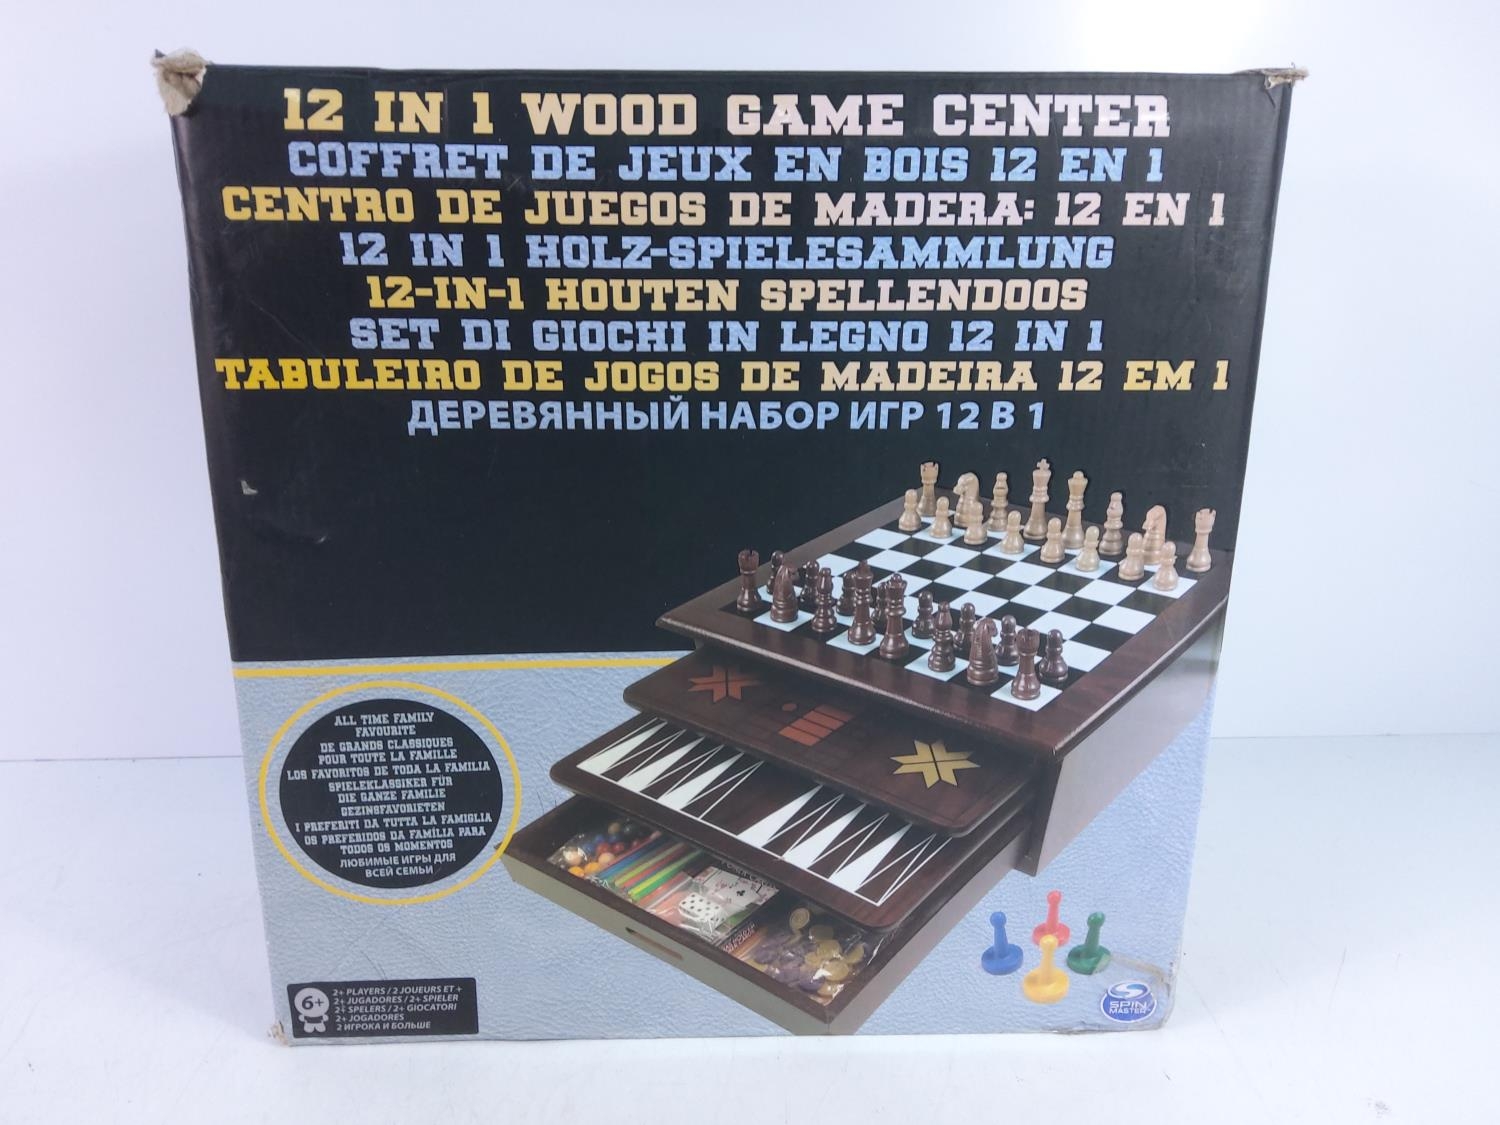 12 IN 1 WOOD GAME CENTER
COFFRET DE JEUX EN BOIS 12 EN 1
CENTRO DE JUEGOS DE MADERA: 12 EN 1
12 IN 1 HOLZ-SPIELESAMMLUNG
12-IN-1 HOUTEN SPELLENDOOS
SET DI GIOCHI IN LEGNO 12 IN 1
TABULEIRO DE JOGOS DE MADEIRA 12 EM 1
ДЕРЕВЯННЫЙ НАБОР ИГР 12 В 1
ALL TIME FAMILY
FAVOURITE
DE GRANDS CLASSIQUES
POUR TOUTE LA FAMILLE
LOS FAVORITOS DE TODA LA FAMILIA
SPIELEKLASSIKER FÜR
DIE GANZE FAMILIE
GEZINSFAVORIETEN
I PREFERITI DA TUTTA LA FAMIGLIA
OS PREFERIDOS DA FAMÍLIA PARA
TODOS OS MOMENTOS
ЛЮБИМЫЕ ИГРЫ ДЛЯ
ВСЕЙ СЕМЬИ
6+
2+ PLAYERS / 2 JOUEURS ET +
2+ JUGADORES / 2+ SPIELER
2+ SPELERS / 2+ GIOCATORI
2+ JOGADORES
2 ИГРОКА И БОЛЬШЕ
SPIN
MASTER